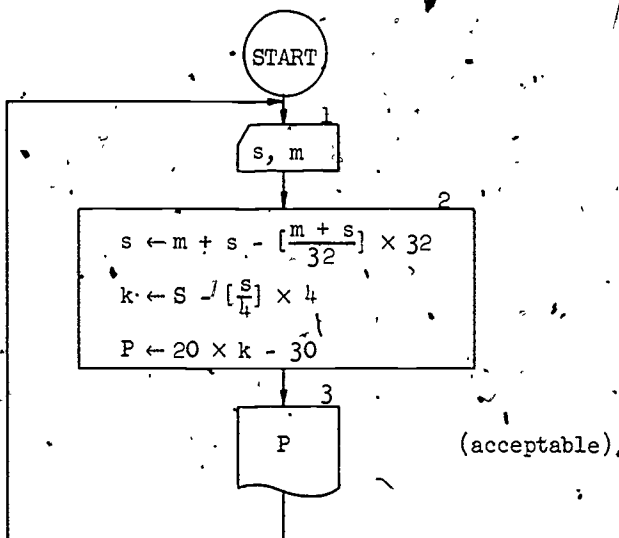 START
1
s, m
2
s ← m + s - [m + s / 32] × 32
k ← S - [s / 4] × 4
P ← 20 × k - 30
3
P
(acceptable)